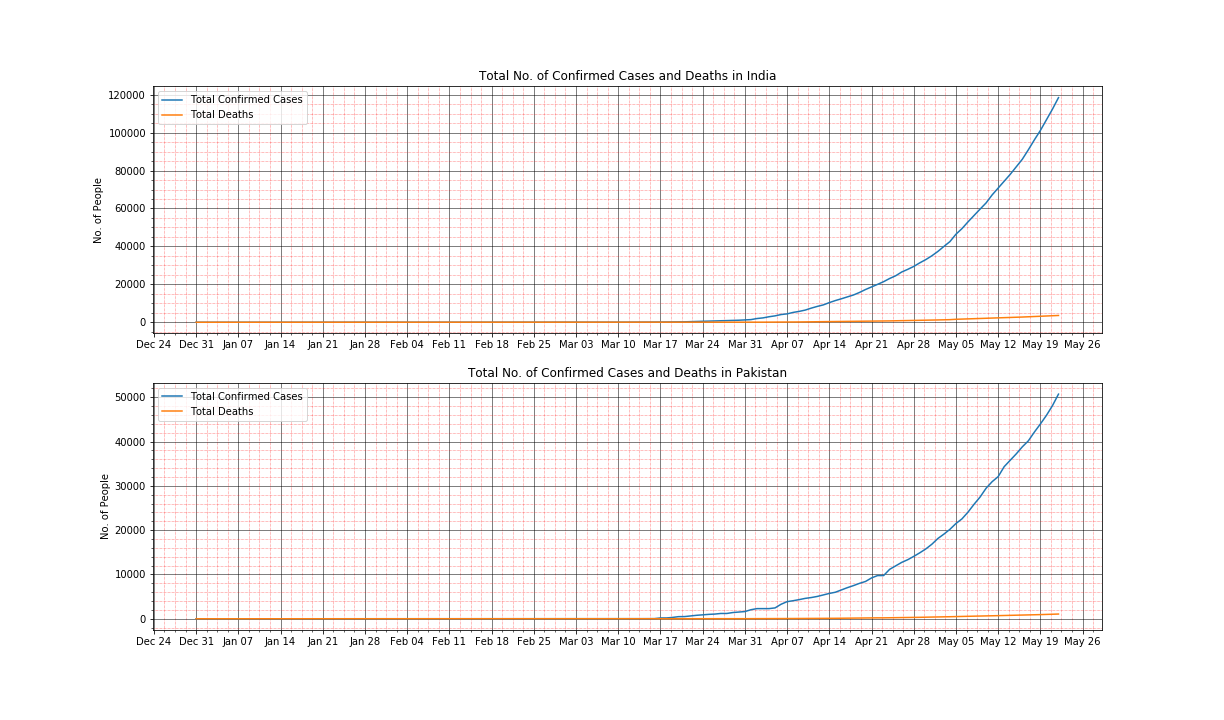 Total No. of Confirmed Cases and Deaths in India
Total Confirmed Cases
Total Deaths
No. of People
120000
100000
80000
60000
40000
20000
0
Dec 24 Dec 31 Jan 07 Jan 14 Jan 21 Jan 28 Feb 04 Feb 11 Feb 18 Feb 25 Mar 03 Mar 10 Mar 17 Mar 24 Mar 31 Apr 07 Apr 14 Apr 21 Apr 28 May 05 May 12 May 19 May 26
Total No. of Confirmed Cases and Deaths in Pakistan
Total Confirmed Cases
Total Deaths
No. of People
50000
40000
30000
20000
10000
0
Dec 24 Dec 31 Jan 07 Jan 14 Jan 21 Jan 28 Feb 04 Feb 11 Feb 18 Feb 25 Mar 03 Mar 10 Mar 17 Mar 24 Mar 31 Apr 07 Apr 14 Apr 21 Apr 28 May 05 May 12 May 19 May 26